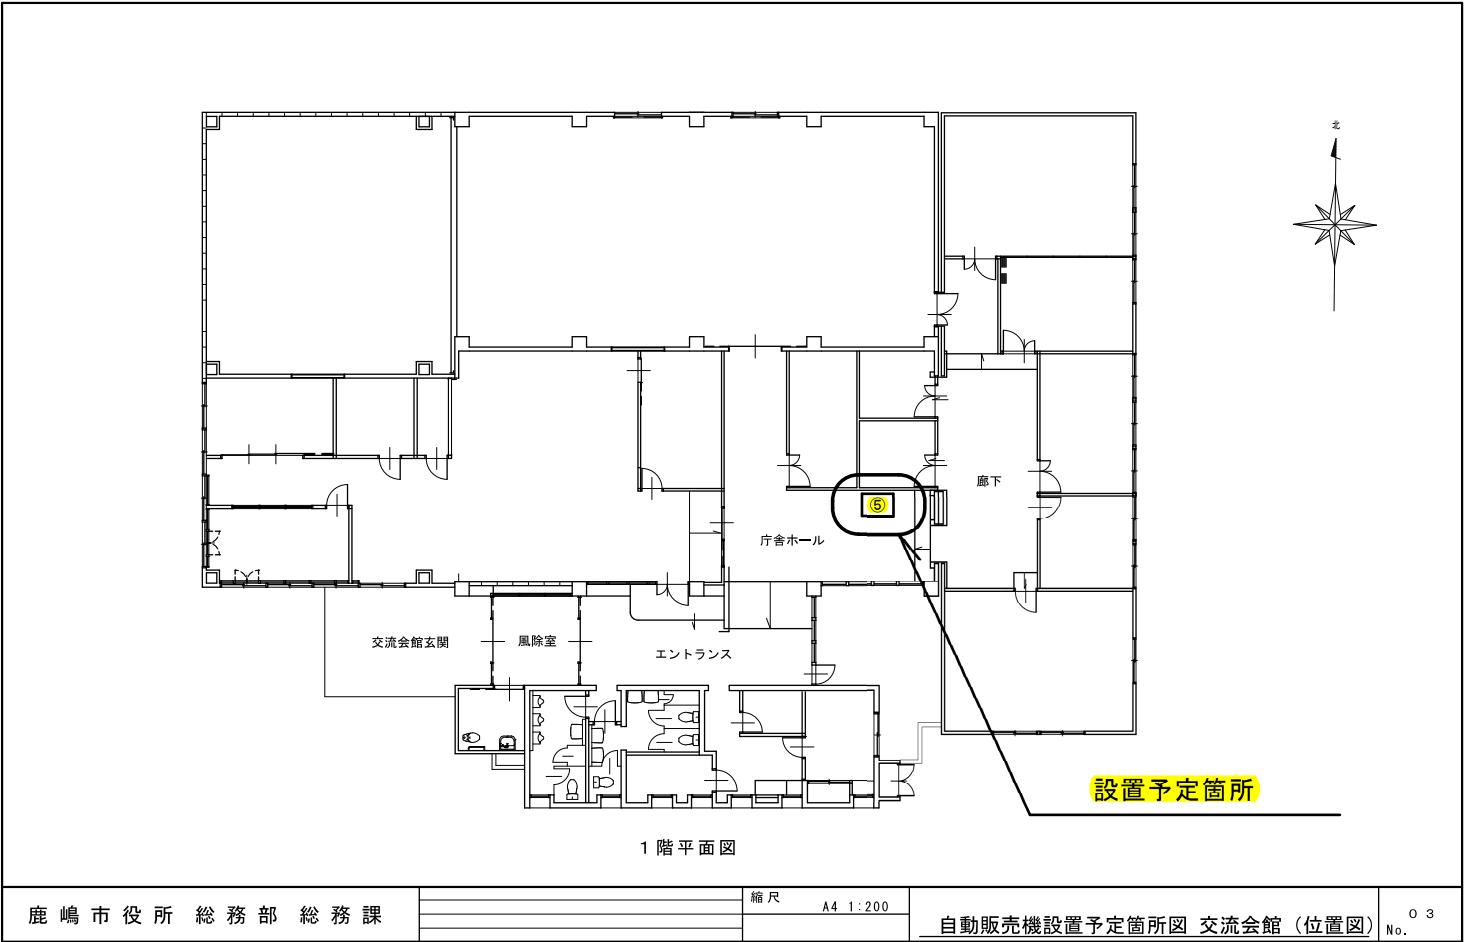 北
廊下
⑤
庁舎ホール
交流会館玄関
風除室
エントランス
設置予定箇所
1階平面図
鹿嶋市役所 総務部 総務課
縮尺
A4 1:200
自動販売機設置予定箇所図 交流会館（位置図）
No.
03